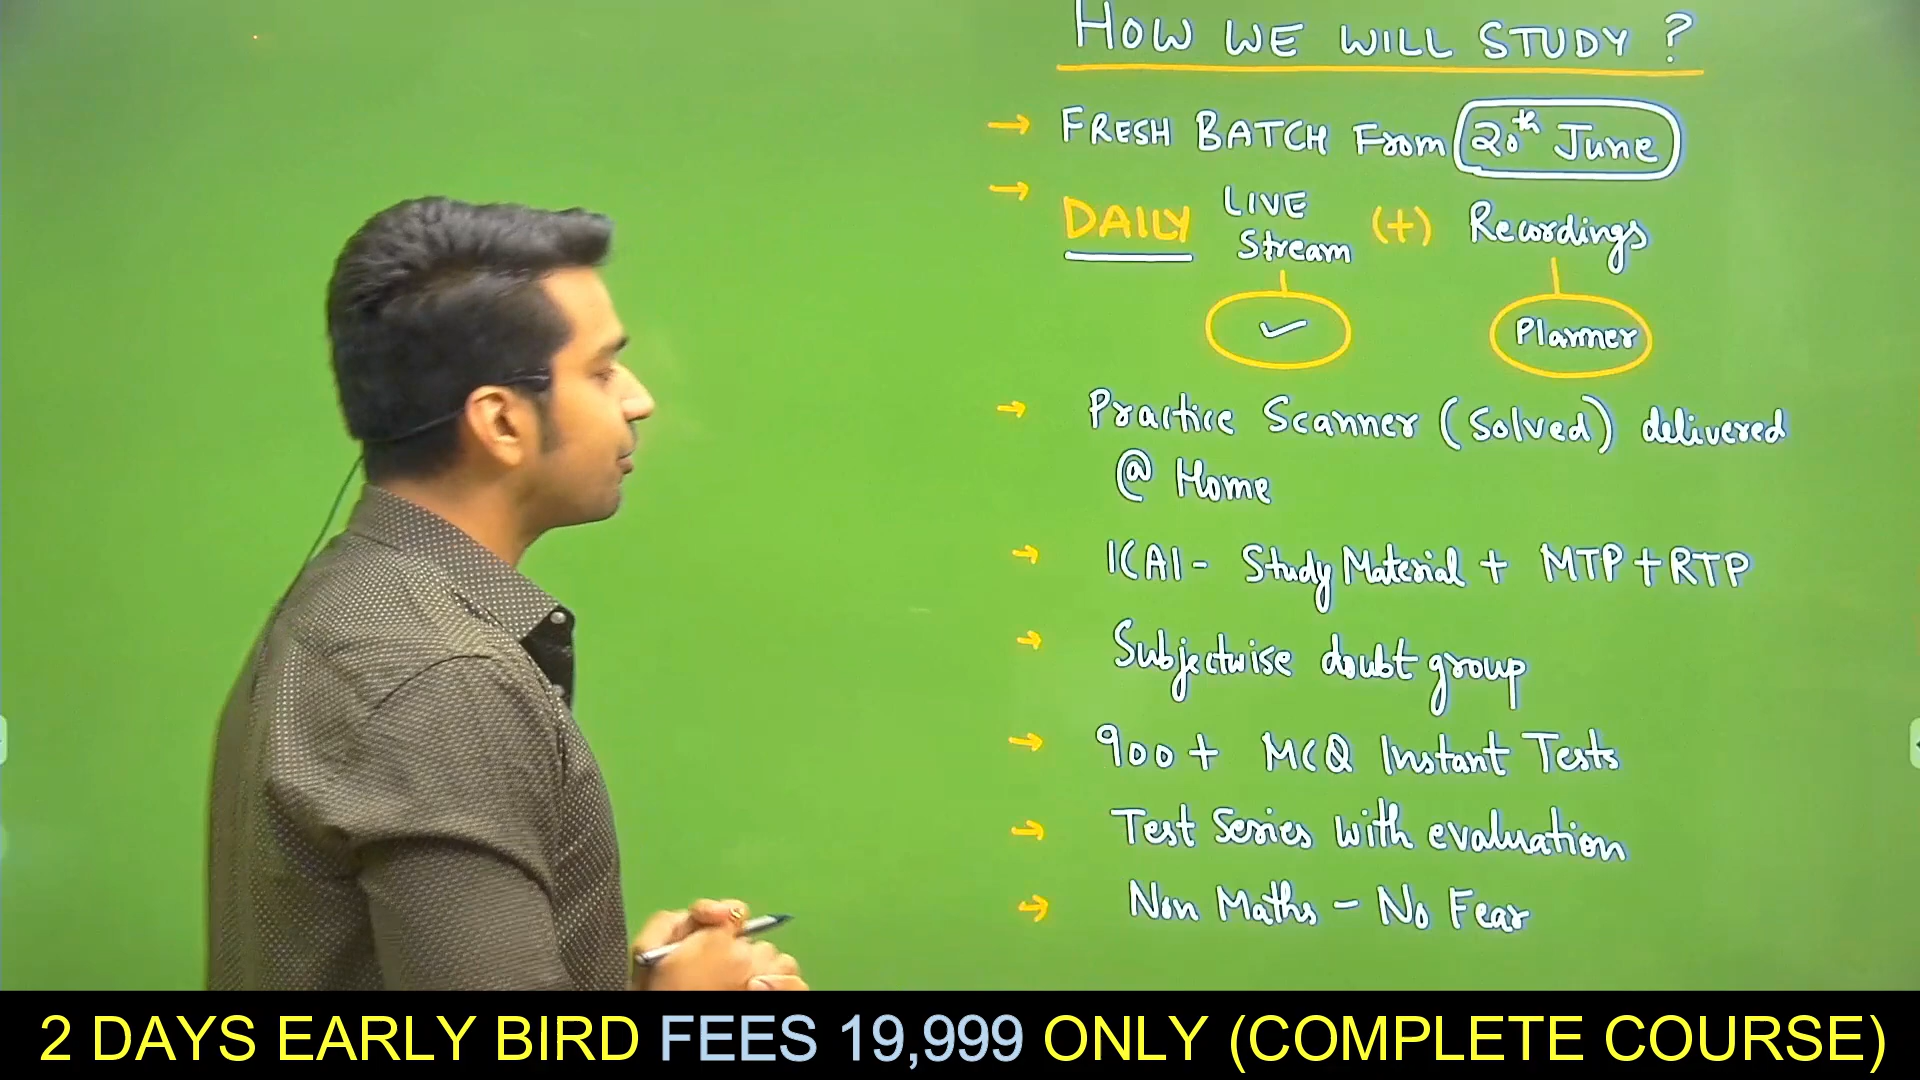 HOW WE WILL STUDY ?
→ FRESH BATCH From 20th June
→ DAILY LIVE Stream (+) Recordings
✓ Planner
→ Practice Scanner (Solved) delivered
@ Home
→ ICAI - Study Material + MTP + RTP
→ Subjectwise doubt group
→ 900+ MCQ Instant Tests
→ Test Series with evaluation
→ Non Maths - No Fear
2 DAYS EARLY BIRD FEES 19,999 ONLY (COMPLETE COURSE)